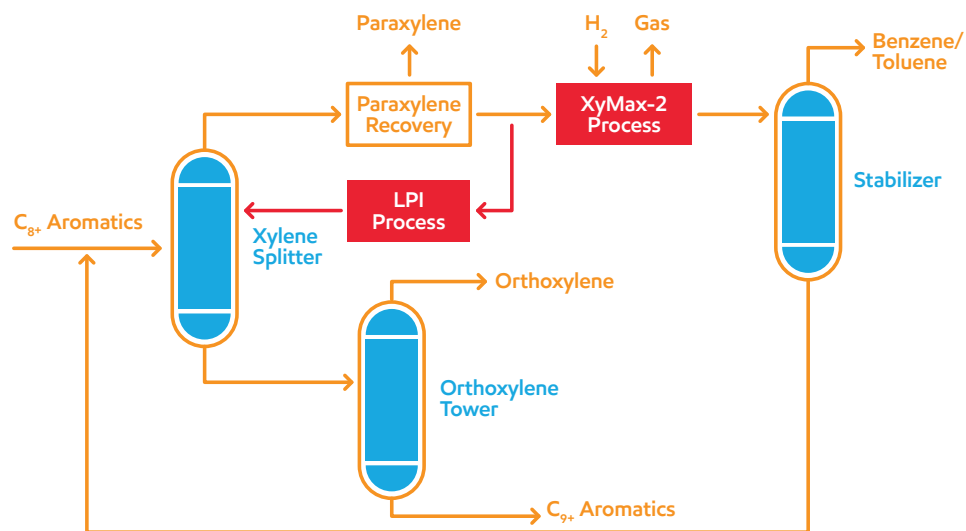 Paraxylene
H₂
Gas
Benzene/
Toluene
Paraxylene
Recovery
XyMax-2
Process
LPI
Process
Stabilizer
C₈₊ Aromatics
Xylene
Splitter
Orthoxylene
Orthoxylene
Tower
C₉₊ Aromatics